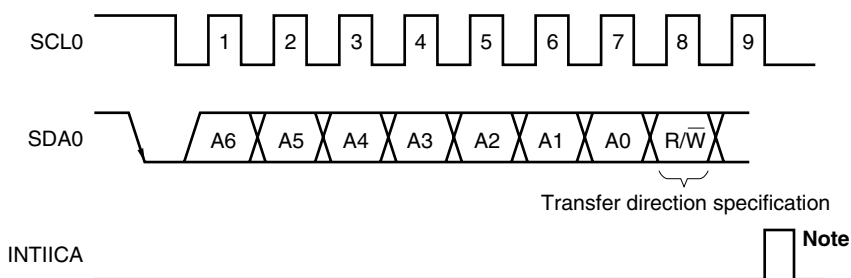 SCL0 1 2 3 4 5 6 7 8 9
SDA0 A6 A5 A4 A3 A2 A1 A0 R/W̅
Transfer direction specification
INTIICA Note